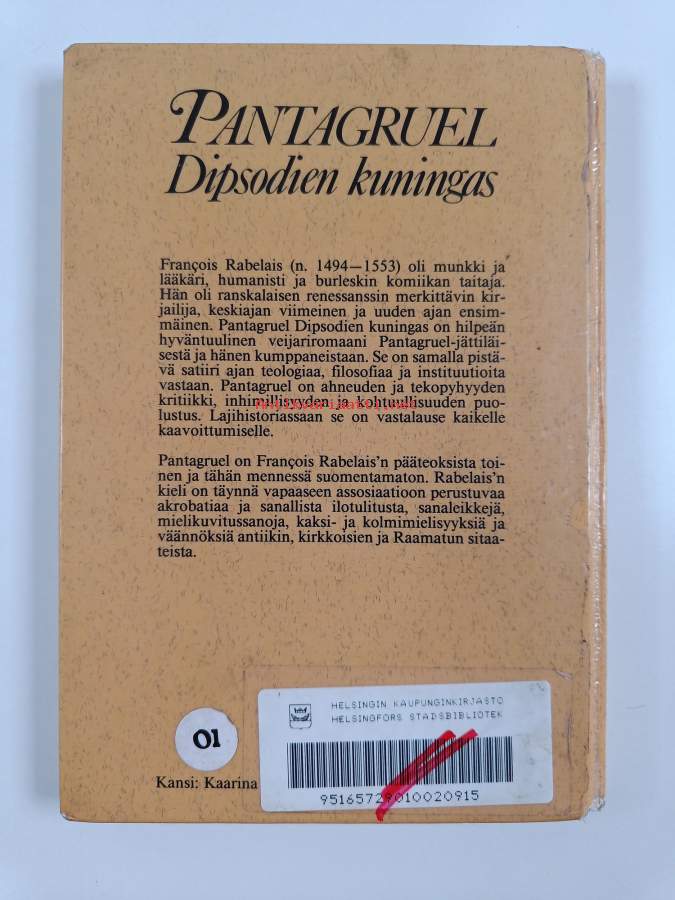 PANTAGRUEL
Dipsodien kuningas
François Rabelais (n. 1494—1553) oli munkki ja
lääkäri, humanisti ja burleskin komiikan taitaja.
Hän oli ranskalaisen renessanssin merkittävin kir-
jailija, keskiajan viimeinen ja uuden ajan ensim-
mäinen. Pantagruel Dipsodien kuningas on hilpeän
hyväntuulinen veijariromaani Pantagruel-jättiläi-
sestä ja hänen kumppaneistaan. Se on samalla pistä-
vä satiiri ajan teologiaa, filosofiaa ja instituutioita
vastaan. Pantagruel on ahneuden ja tekopyhyyden
kritiikki, inhimillisyyden ja kohtuullisuuden puo-
Antikvariaatti.net
lustus. Lajihistoriassaan se on vastalause kaikelle
kaavoittumiselle.
Pantagruel on François Rabelais'n pääteoksista toi-
nen ja tähän mennessä suomentamaton. Rabelais'n
kieli on täynnä vapaaseen assosiaatioon perustuvaa
akrobatiaa ja sanallista ilotulitusta, sanaleikkejä,
mielikuvitussanoja, kaksi- ja kolmimielisyyksiä ja
väännöksiä antiikin, kirkkoisien ja Raamatun sitaa-
teista.
HELSINGIN KAUPUNGINKIRJASTO
HELSINGFORS STADSBIBLIOTEK
01
Kansi: Kaarina
95165729010020915